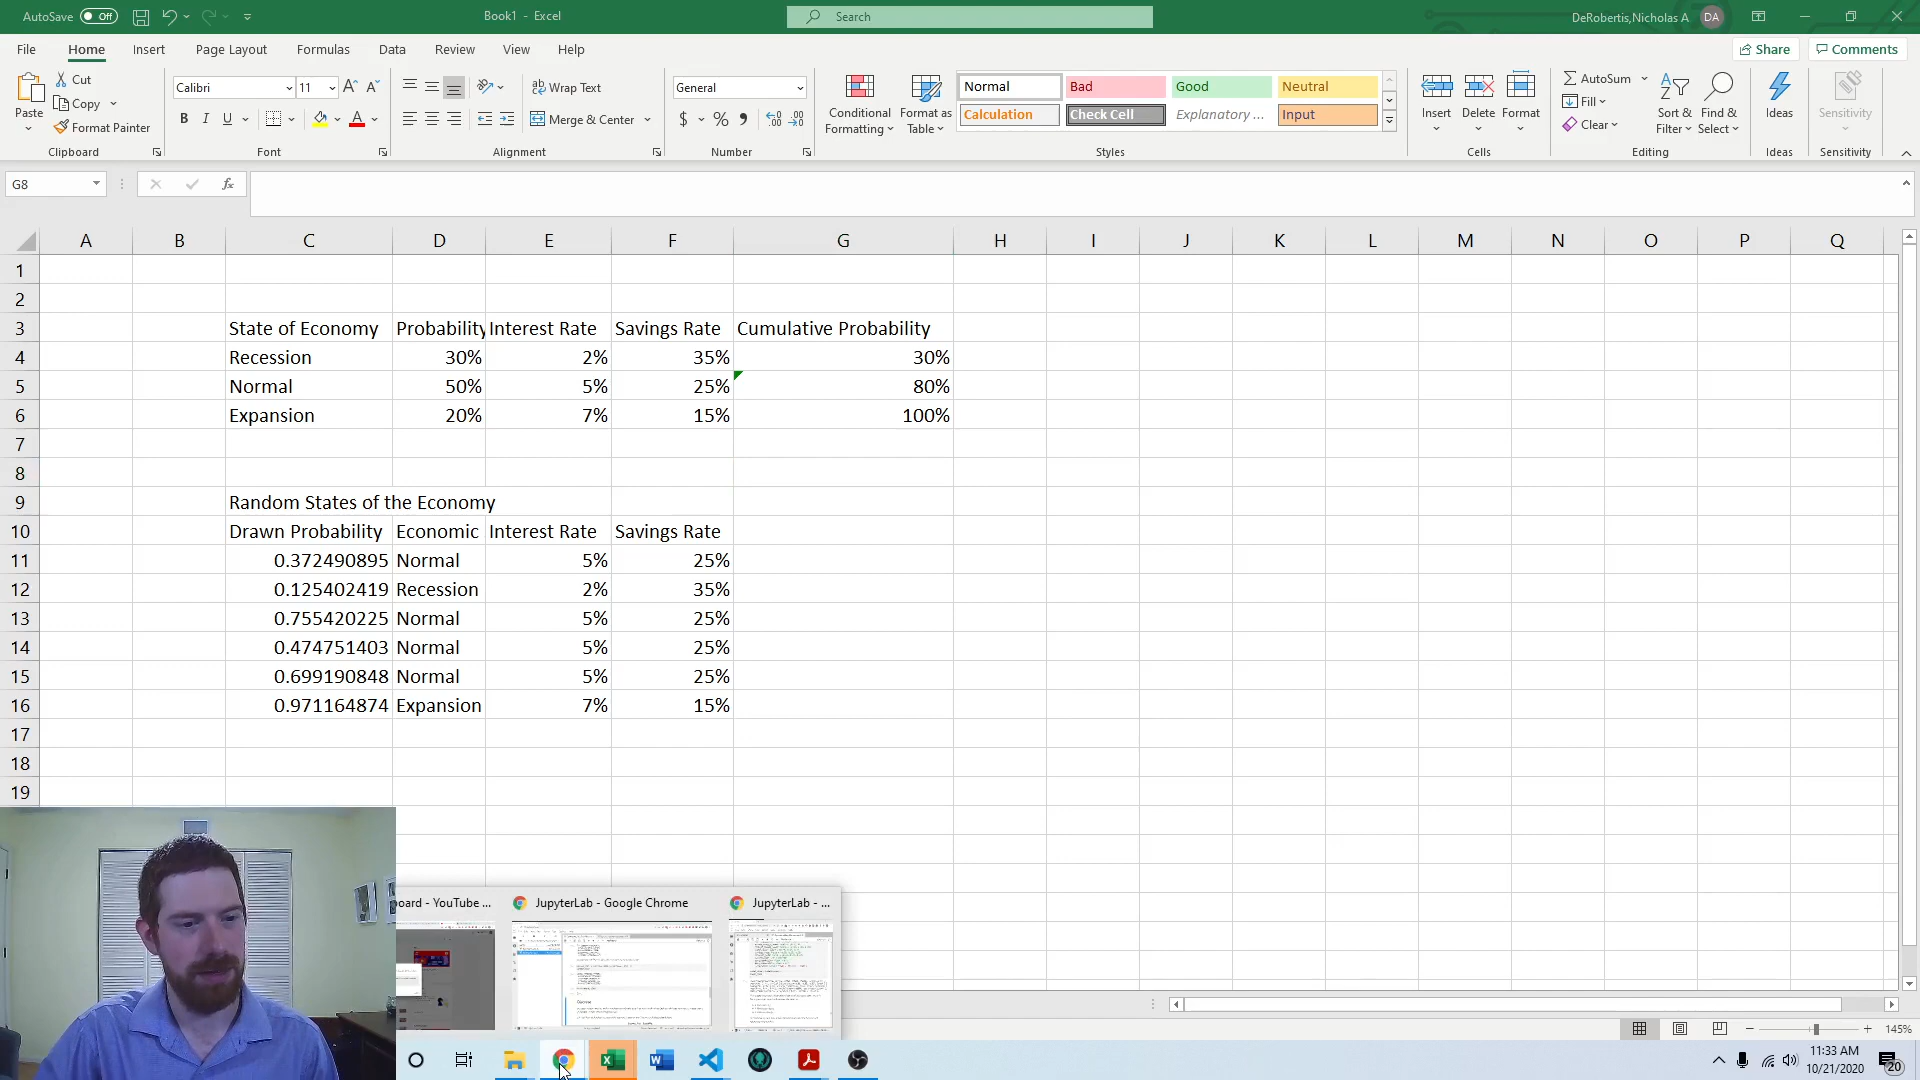 AutoSave Off
Book1 - Excel
Search
DeRobertis,Nicholas A DA
File Home Insert Page Layout Formulas Data Review View Help
Share Comments
Paste
Cut
Copy
Format Painter
Clipboard
Calibri 11
B I U
Font
Wrap Text
Merge & Center
Alignment
General
$ % 9
Number
Conditional Formatting
Format as Table
Normal Bad Good Neutral
Calculation Check Cell Explanatory ... Input
Styles
Insert Delete Format
Cells
AutoSum
Fill
Clear
Sort & Filter
Find & Select
Editing
Ideas
Ideas
Sensitivity
Sensitivity
G8 fx
A B C D E F G H I J K L M N O P Q
1
2
3 State of Economy Probability Interest Rate Savings Rate Cumulative Probability
4 Recession 30% 2% 35% 30%
5 Normal 50% 5% 25% 80%
6 Expansion 20% 7% 15% 100%
7
8
9 Random States of the Economy
10 Drawn Probability Economic Interest Rate Savings Rate
11 0.372490895 Normal 5% 25%
12 0.125402419 Recession 2% 35%
13 0.755420225 Normal 5% 25%
14 0.474751403 Normal 5% 25%
15 0.699190848 Normal 5% 25%
16 0.971164874 Expansion 7% 15%
17
18
19
board - YouTube ...
JupyterLab - Google Chrome
JupyterLab - ...
145%
11:33 AM
10/21/2020
20